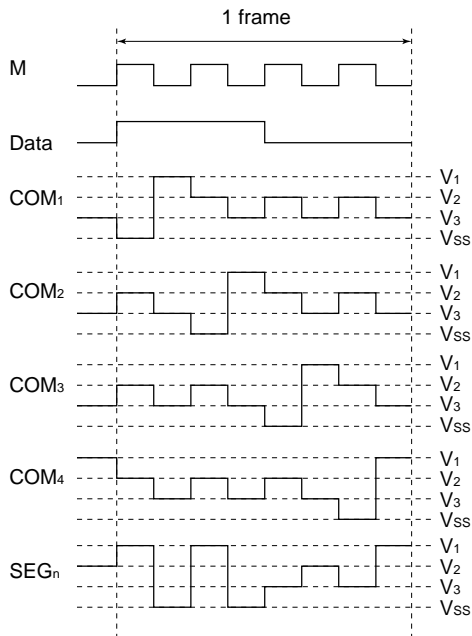 1 frame
M
Data
COM1
V1
V2
V3
VSS
COM2
V1
V2
V3
VSS
COM3
V1
V2
V3
VSS
COM4
V1
V2
V3
VSS
SEGn
V1
V2
V3
VSS